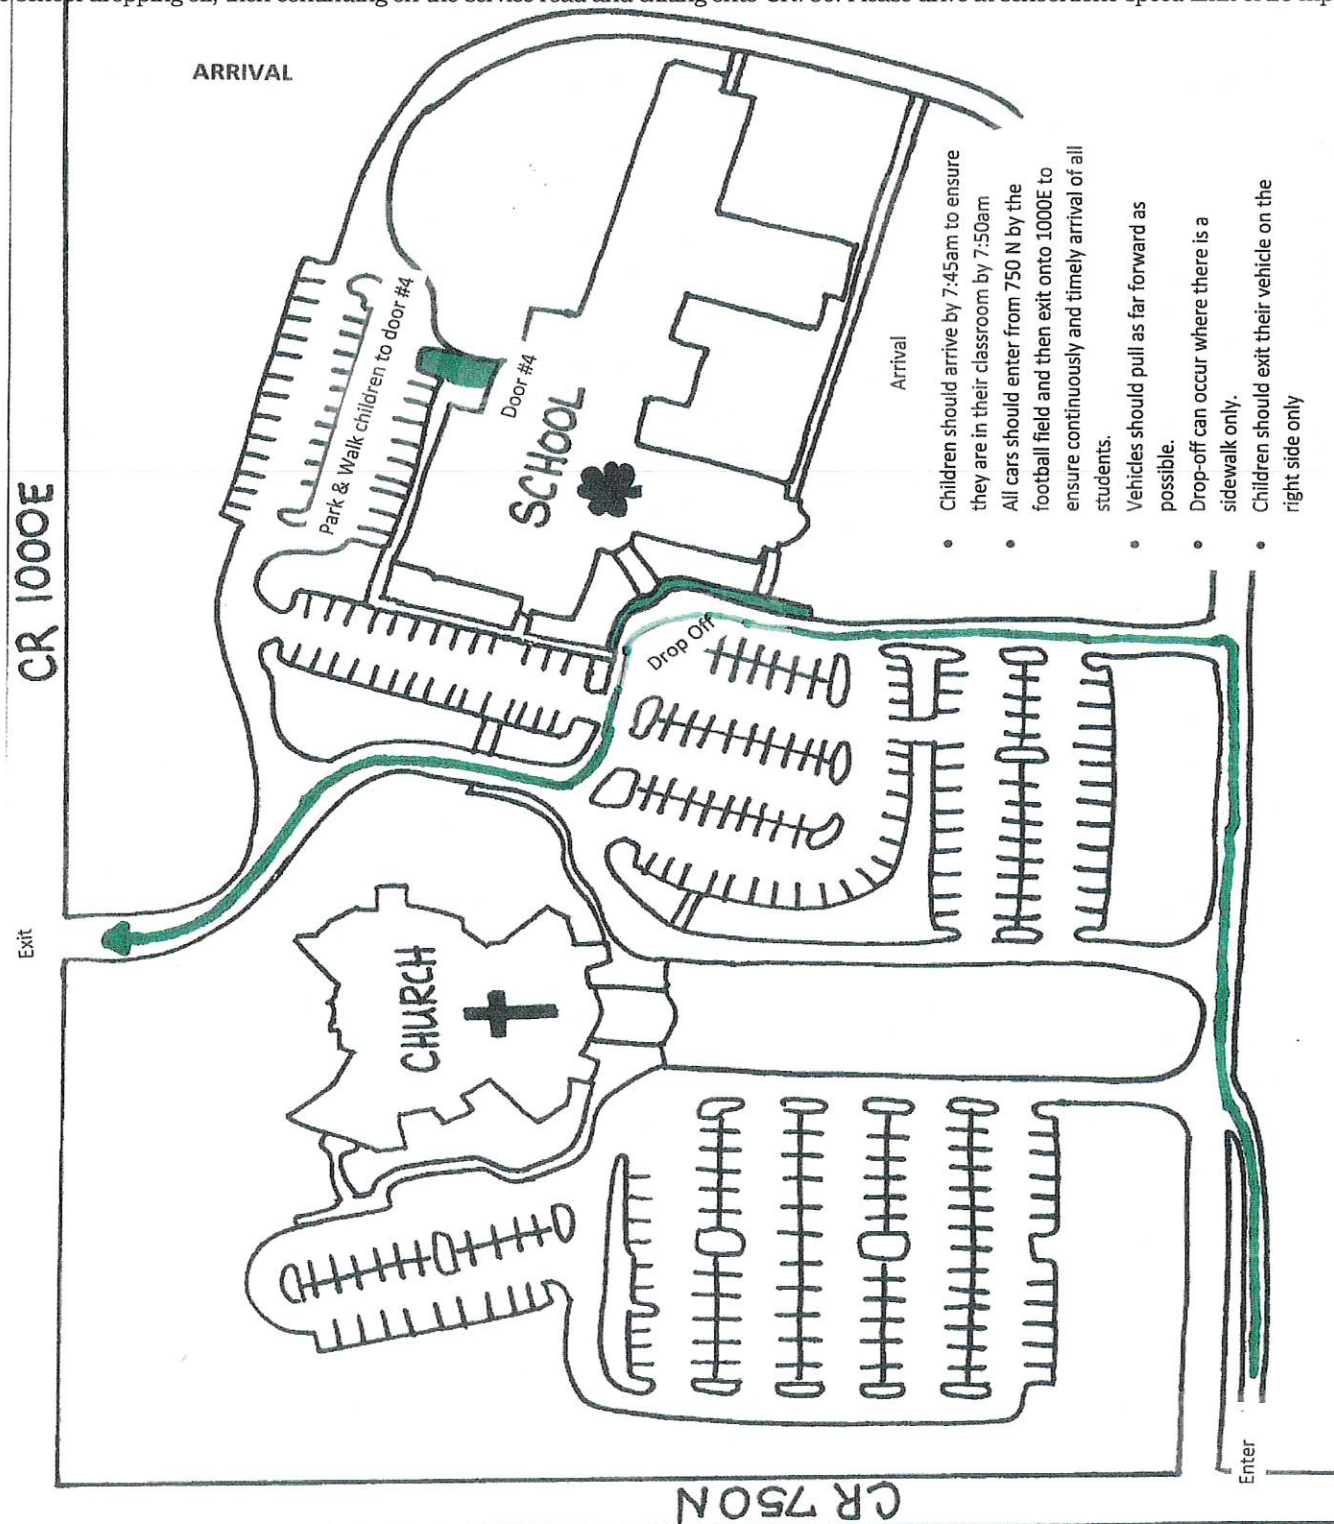 ARRIVAL
CR 1000E
Exit
Park & Walk children to door #4
Door #4
SCHOOL
Drop Off
CHURCH
Arrival
• Children should arrive by 7:45am to ensure
they are in their classroom by 7:50am
• All cars should enter from 750 N by the
football field and then exit onto 1000E to
ensure continuously and timely arrival of all
students.
• Vehicles should pull as far forward as
possible.
• Drop-off can occur where there is a
sidewalk only.
• Children should exit their vehicle on the
right side only
Enter
CR 750N